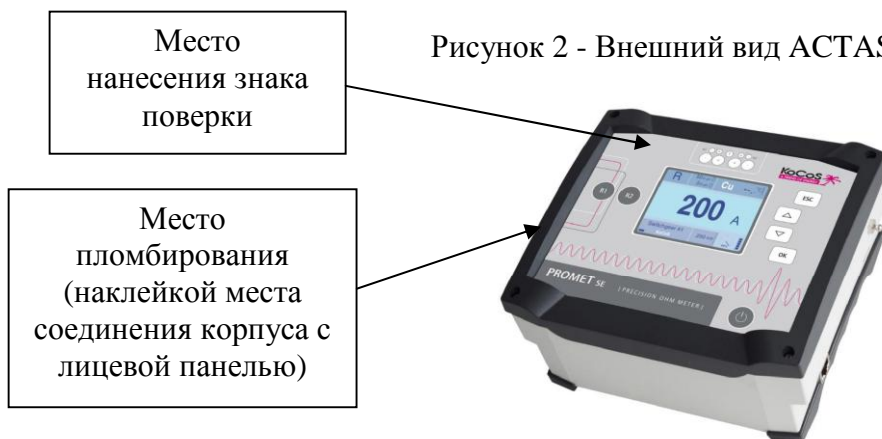 Место
нанесения знака
поверки
Рисунок 2 - Внешний вид ACTAS
Место
пломбирования
(наклейкой места
соединения корпуса с
лицевой панелью)
KoCoS
ESC
R
Cu
200 A
OK
PROMET SE [PRECISION OHM METER]